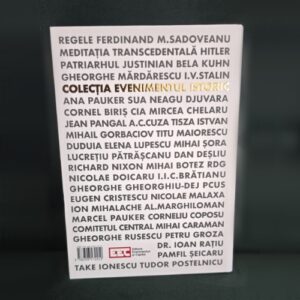 REGELE FERDINAND M.SADOVEANU
MEDITAȚIA TRANSCEDENTALĂ HITLER
PATRIARHUL JUSTINIAN BELA KUHN
GHEORGHE MĂRDĂRESCU I.V.STALIN
COLECȚIA EVENIMENTUL ISTORIC
ANA PAUKER SUA NEAGU DJUVARA
CORNEL BIRIȘ CIA MIRCEA CHELARU
JEAN PANGAL A.C.CUZA TISZA ISTVAN
MIHAIL GORBACIOV TITU MAIORESCU
DUDUIA ELENA LUPESCU MIHAI ȘORA
LUCREȚIU PĂTRĂȘCANU DAN DEȘLIU
RICHARD NIXON MIHAI BOTEZ RDG
NICOLAE DOICARU I.I.C.BRĂTIANU
GHEORGHE GHEORGHIU-DEJ PCUS
EUGEN CRISTESCU NICOLAE MALAXA
ION MIHALACHE AL.MARGHILOMAN
MARCEL PAUKER CORNELIU COPOSU
COMITETUL CENTRAL MIHAI CARAMAN
GHEORGHE RUSESCU PETRU GROZA
DR. IOAN RAȚIU
PAMFIL ȘEICARU
TAKE IONESCU TUDOR POSTELNICU